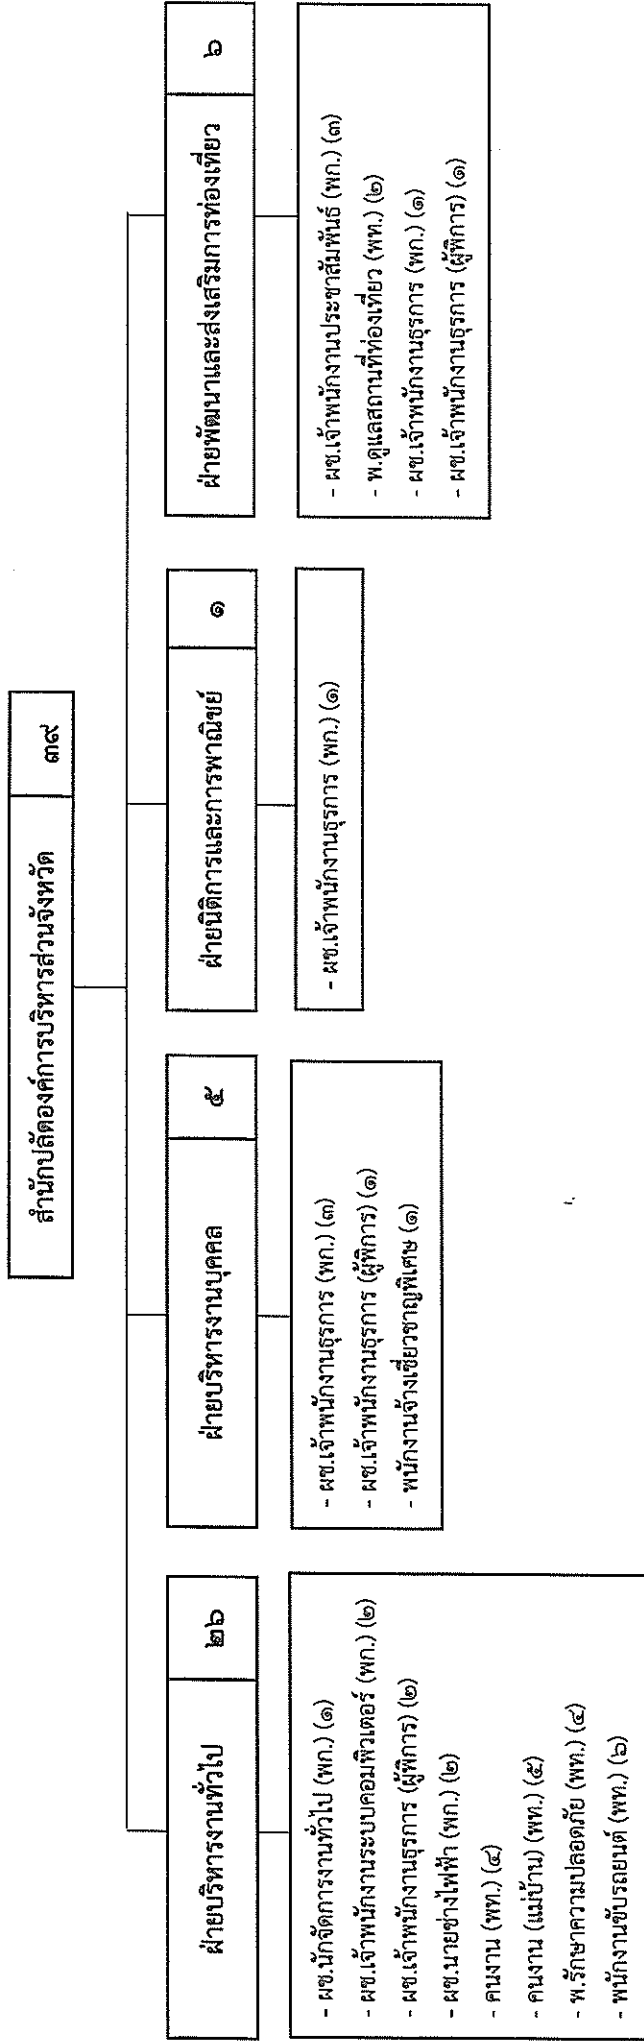 สำนักปลัดองค์การบริหารส่วนจังหวัด ๓๙
ฝ่ายบริหารงานทั่วไป ๒๖
- ผช.นักจัดการงานทั่วไป (พก.) (๑)
- ผช.เจ้าพนักงานระบบคอมพิวเตอร์ (พก.) (๒)
- ผช.เจ้าพนักงานธุรการ (ผู้พิการ) (๒)
- ผช.นายช่างไฟฟ้า (พก.) (๒)
- คนงาน (พท.) (๔)
- คนงาน (แม่บ้าน) (พท.) (๕)
- พ.รักษาความปลอดภัย (พท.) (๔)
- พนักงานขับรถยนต์ (พท.) (๖)
ฝ่ายบริหารงานบุคคล ๕
- ผช.เจ้าพนักงานธุรการ (พก.) (๓)
- ผช.เจ้าพนักงานธุรการ (ผู้พิการ) (๑)
- พนักงานจ้างเชี่ยวชาญพิเศษ (๑)
ฝ่ายนิติการและการพาณิชย์ ๑
- ผช.เจ้าพนักงานธุรการ (พก.) (๑)
ฝ่ายพัฒนาและส่งเสริมการท่องเที่ยว ๖
- ผช.เจ้าพนักงานประชาสัมพันธ์ (พก.) (๓)
- พ.ดูแลสถานที่ท่องเที่ยว (พท.) (๒)
- ผช.เจ้าพนักงานธุรการ (พก.) (๑)
- ผช.เจ้าพนักงานธุรการ (ผู้พิการ) (๑)